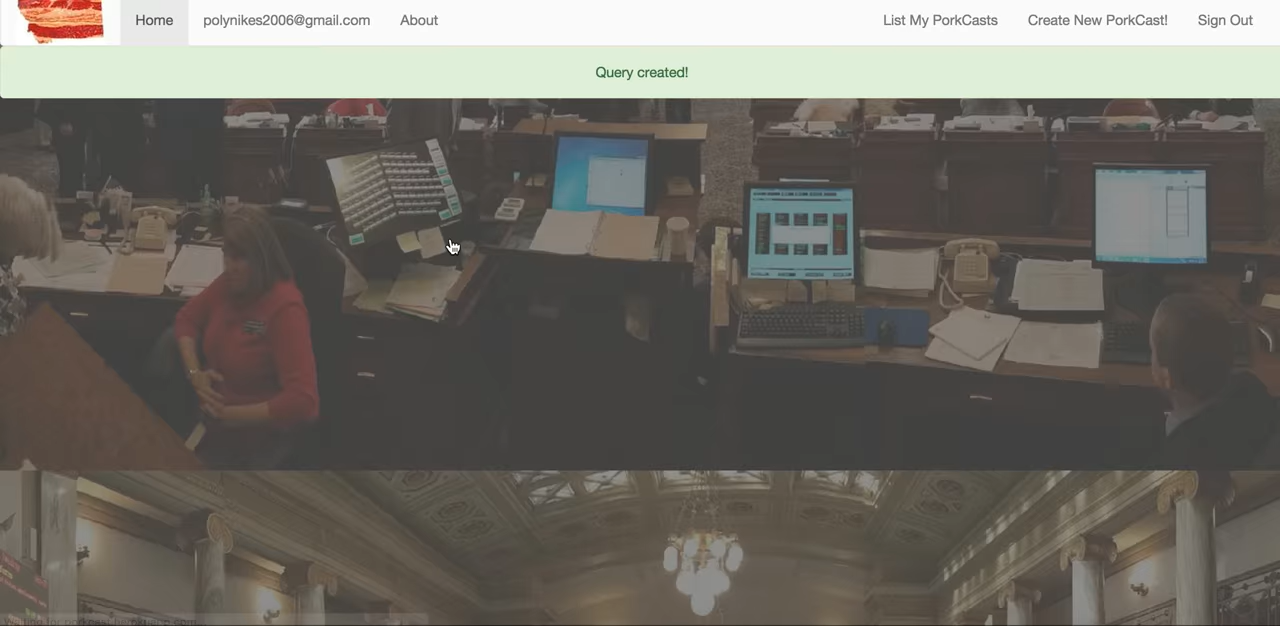 Home
polynikes2006@gmail.com
About
List My PorkCasts
Create New PorkCast!
Sign Out
Query created!